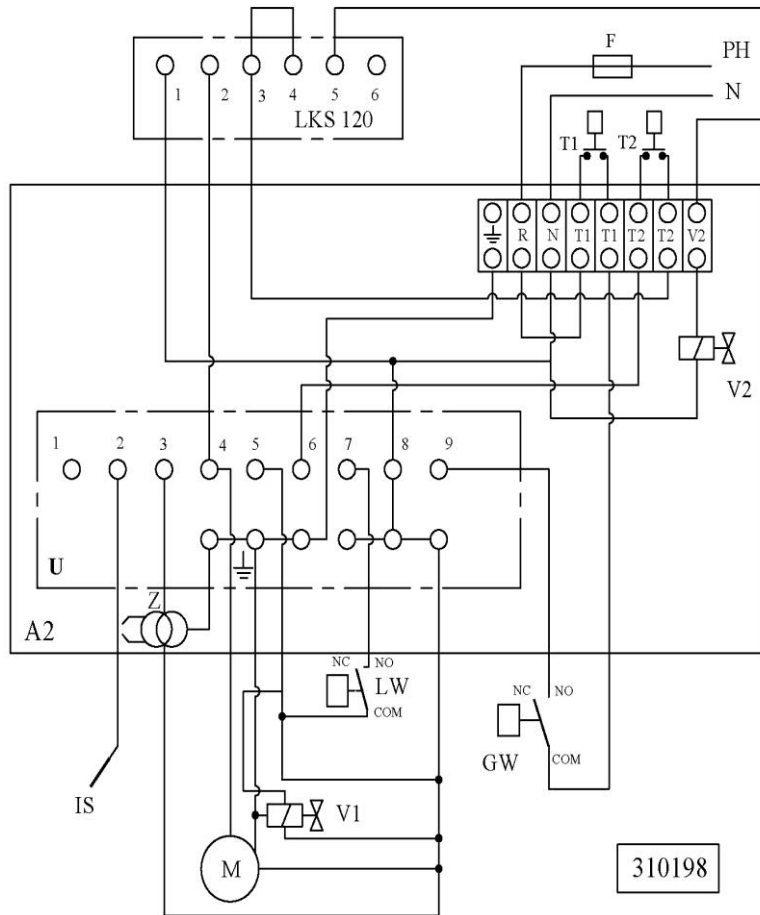 F
PH
N
1 2 3 4 5 6
LKS 120
T1 T2
R N T1 T1 T2 T2 V2
V2
1 2 3 4 5 6 7 8 9
U
Z
A2
NC NO
LW
COM
NC NO
GW
COM
IS
V1
M
310198